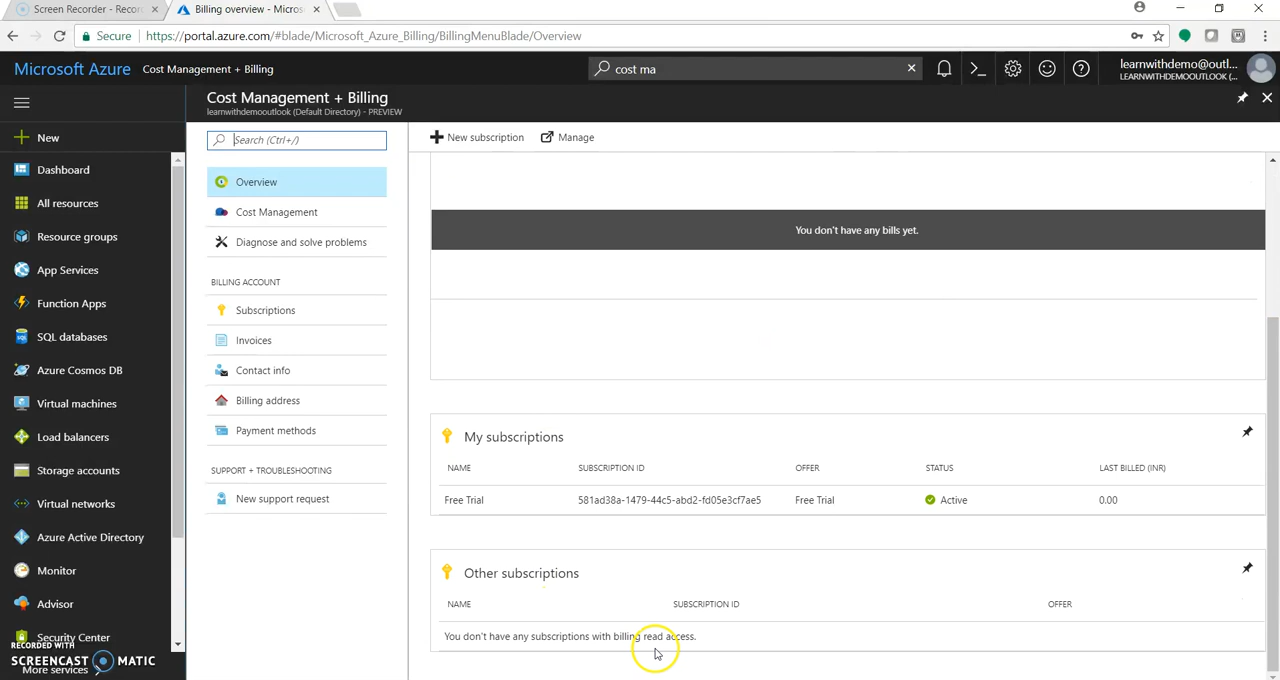 Screen Recorder - Recor
Billing overview - Micros
Secure
https://portal.azure.com/#blade/Microsoft_Azure_Billing/BillingMenuBlade/Overview
Microsoft Azure
Cost Management + Billing
cost ma
learnwithdemo@outl...
LEARNWITHDEMOOUTLOOK (...
New
Dashboard
All resources
Resource groups
App Services
Function Apps
SQL databases
Azure Cosmos DB
Virtual machines
Load balancers
Storage accounts
Virtual networks
Azure Active Directory
Monitor
Advisor
Security Center
More services
RECORDED WITH
SCREENCAST MATIC
Cost Management + Billing
learnwithdemooutlook (Default Directory) - PREVIEW
Search (Ctrl+/)
Overview
Cost Management
Diagnose and solve problems
BILLING ACCOUNT
Subscriptions
Invoices
Contact info
Billing address
Payment methods
SUPPORT + TROUBLESHOOTING
New support request
New subscription
Manage
You don't have any bills yet.
My subscriptions
NAME SUBSCRIPTION ID OFFER STATUS LAST BILLED (INR)
Free Trial 581ad38a-1479-44c5-abd2-fd05e3cf7ae5 Free Trial Active 0.00
Other subscriptions
NAME SUBSCRIPTION ID OFFER
You don't have any subscriptions with billing read access.